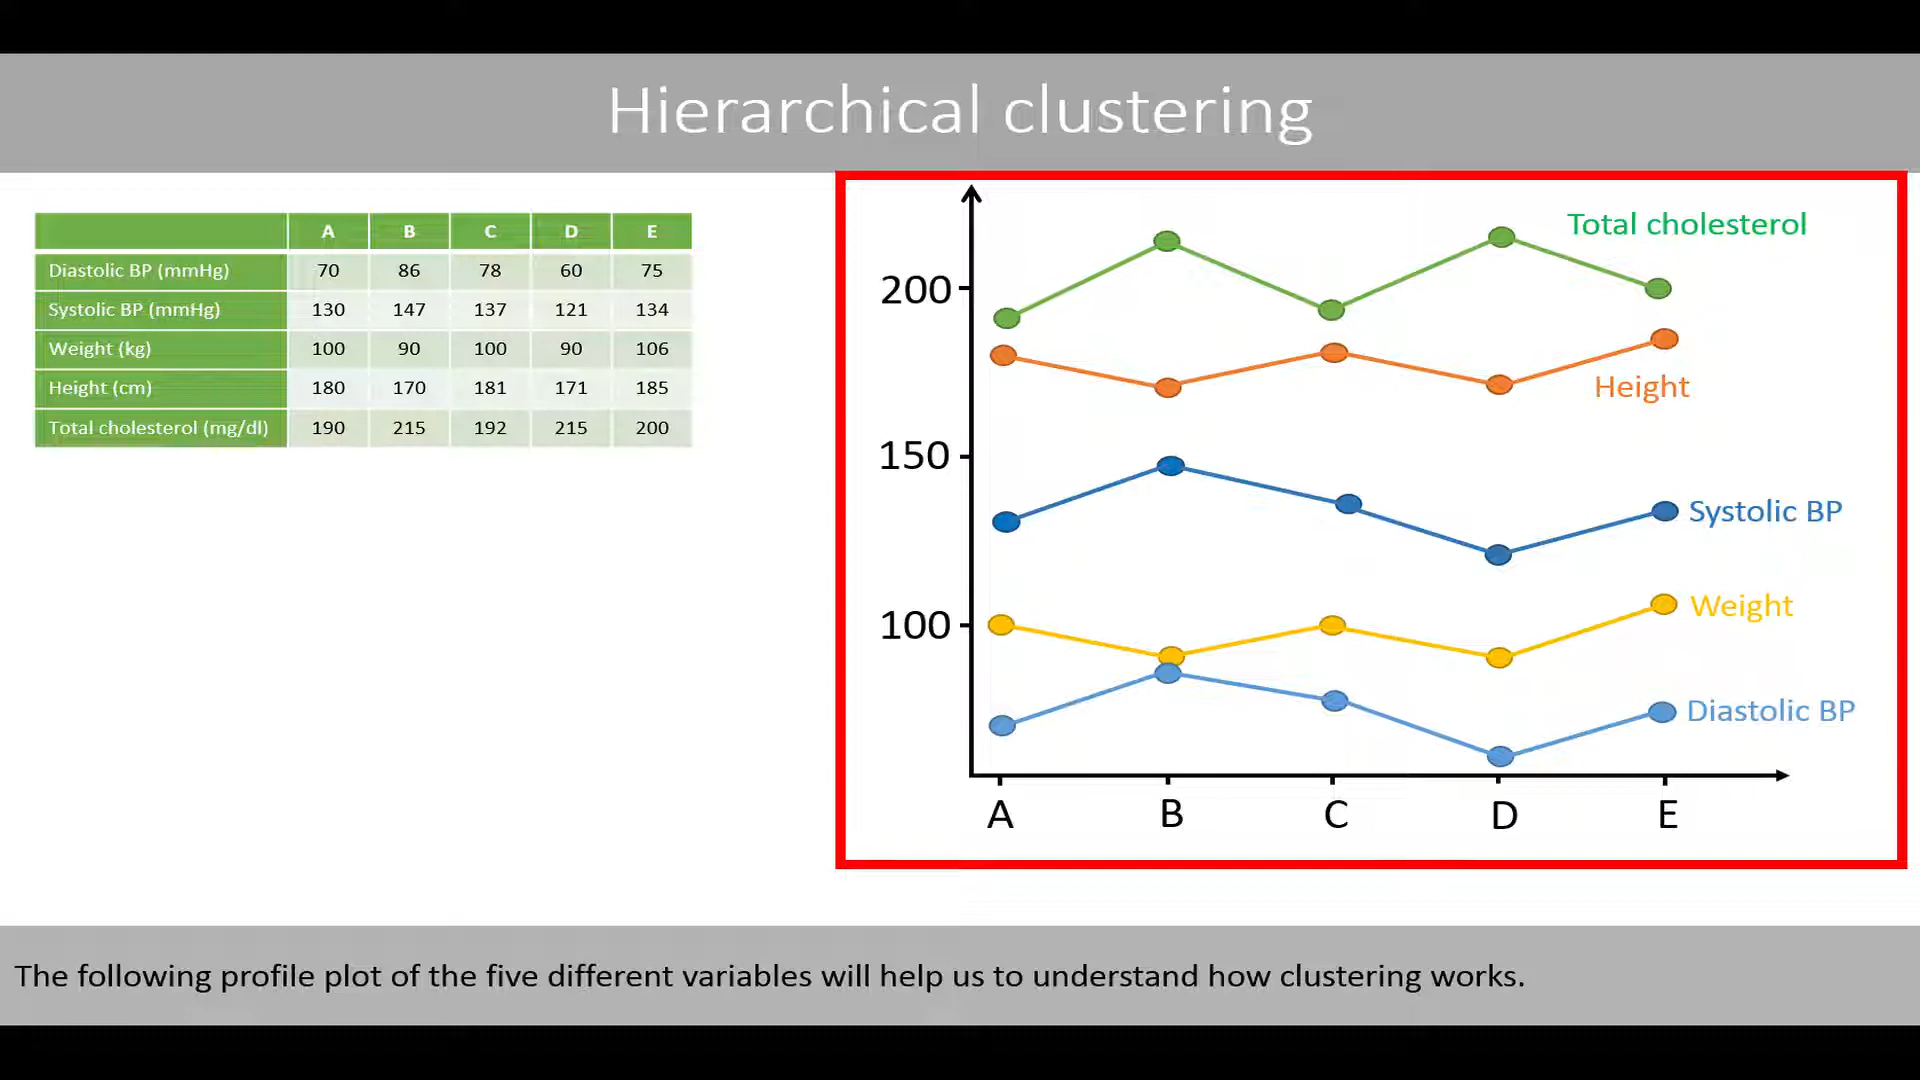 Hierarchical clustering
A B C D E
Diastolic BP (mmHg) 70 86 78 60 75
Systolic BP (mmHg) 130 147 137 121 134
Weight (kg) 100 90 100 90 106
Height (cm) 180 170 181 171 185
Total cholesterol (mg/dl) 190 215 192 215 200
Total cholesterol
200
Height
150
Systolic BP
Weight
100
Diastolic BP
A B C D E
The following profile plot of the five different variables will help us to understand how clustering works.